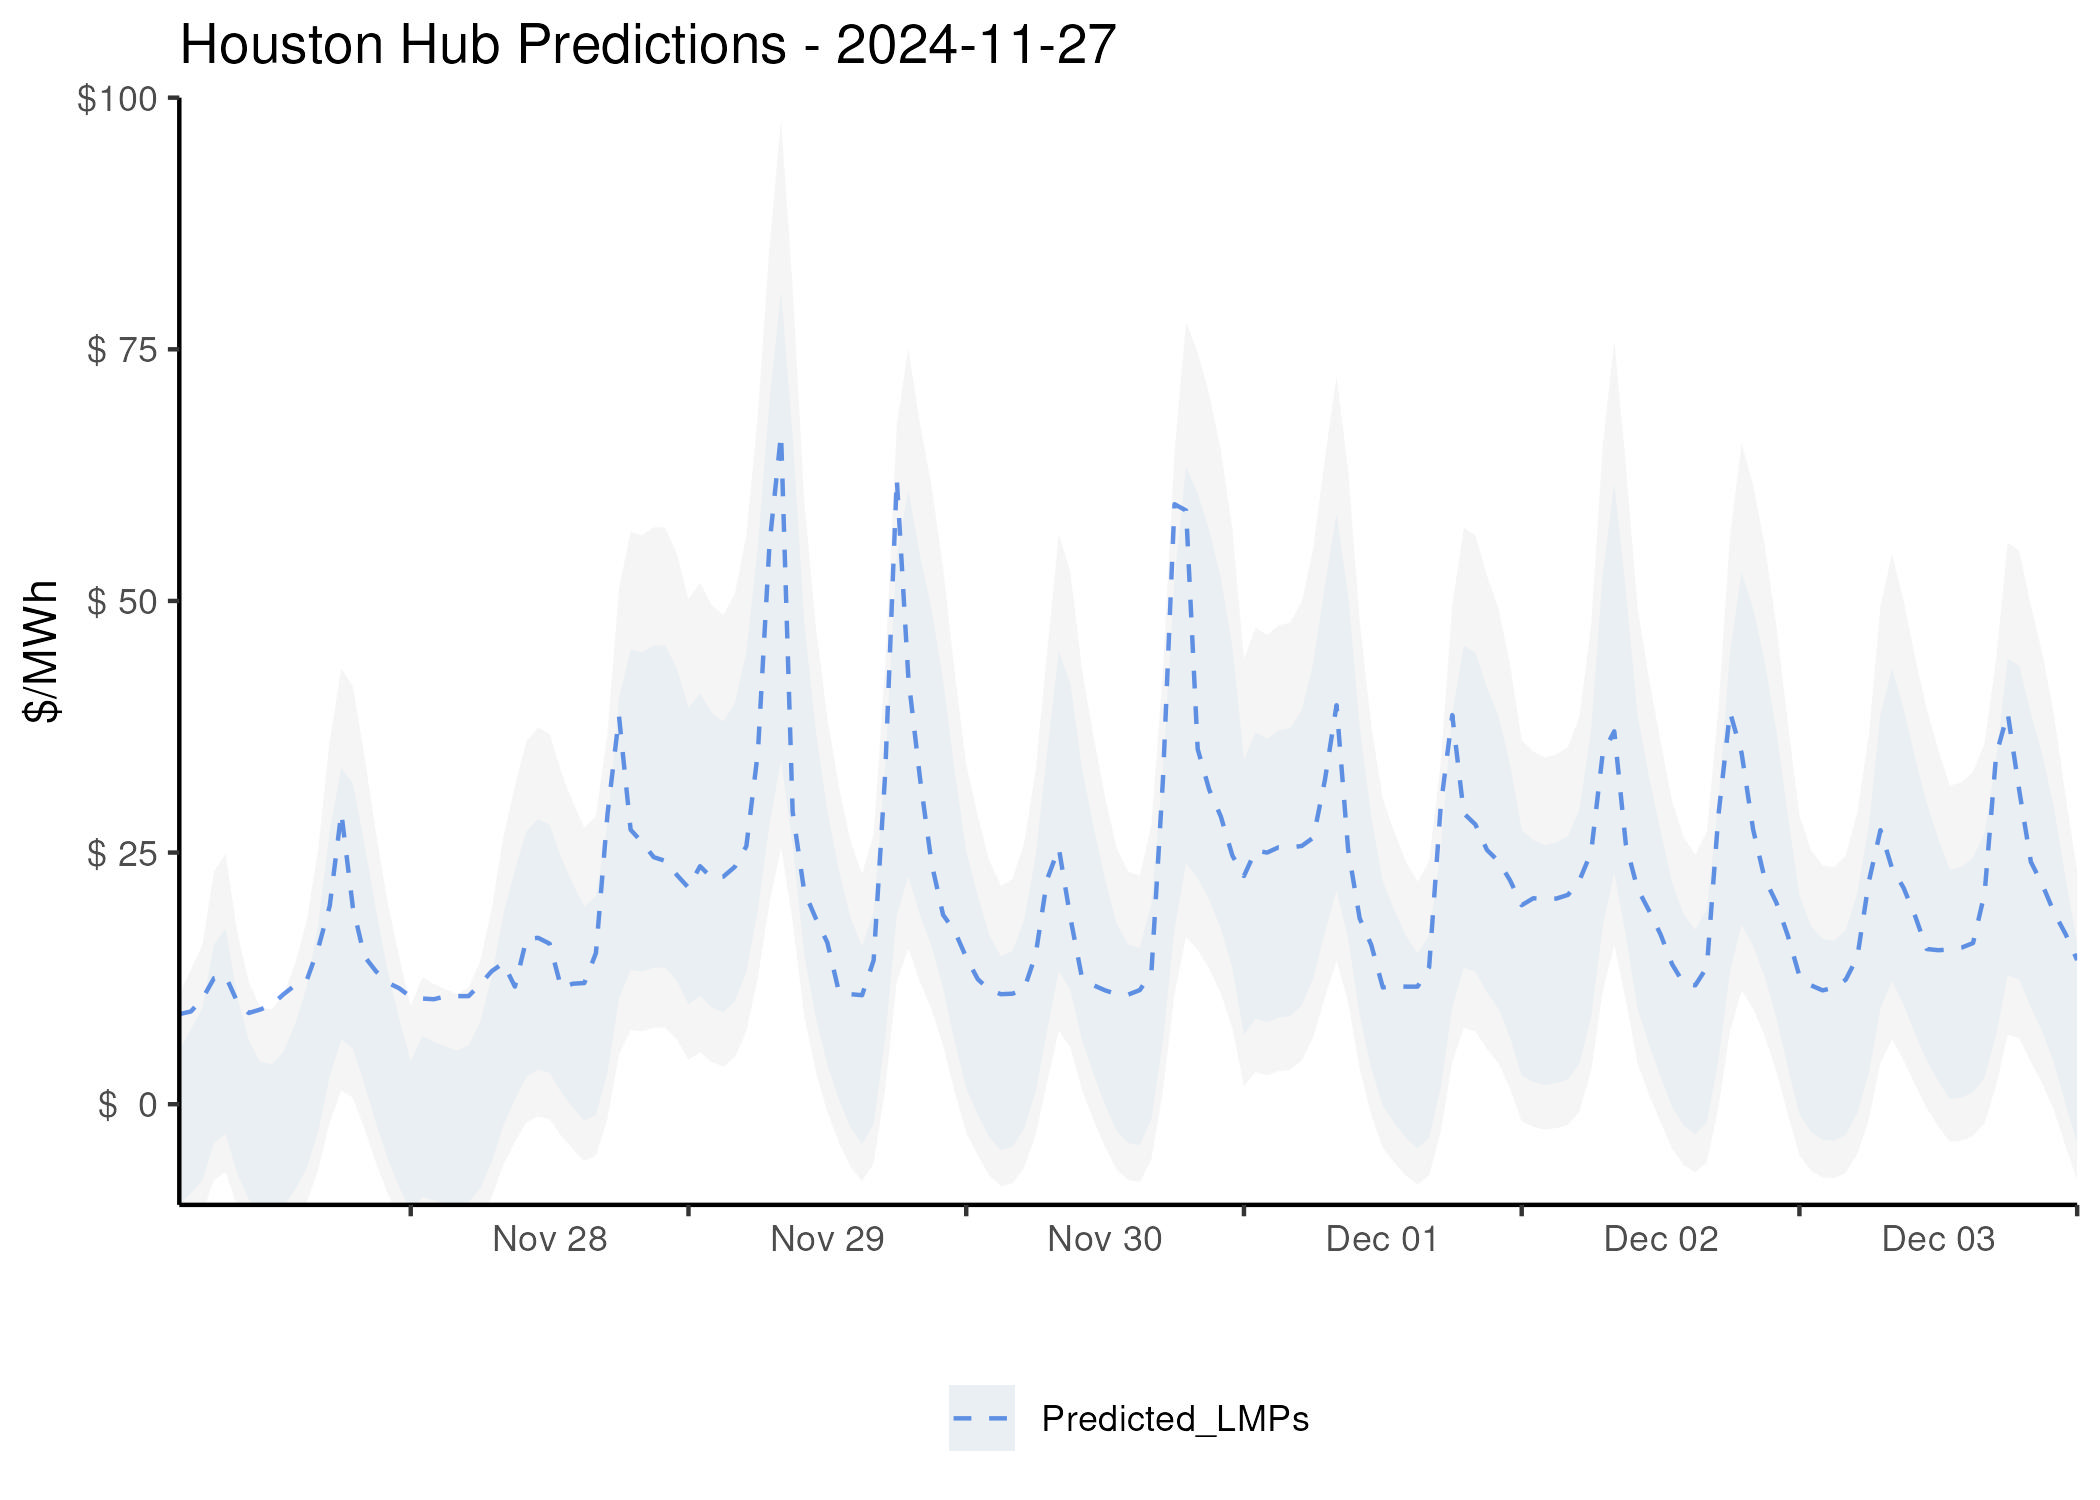 Houston Hub Predictions - 2024-11-27
$100
$ 75
$ 50
$ 25
$  0
$/MWh
Nov 28 Nov 29 Nov 30 Dec 01 Dec 02 Dec 03
Predicted_LMPs